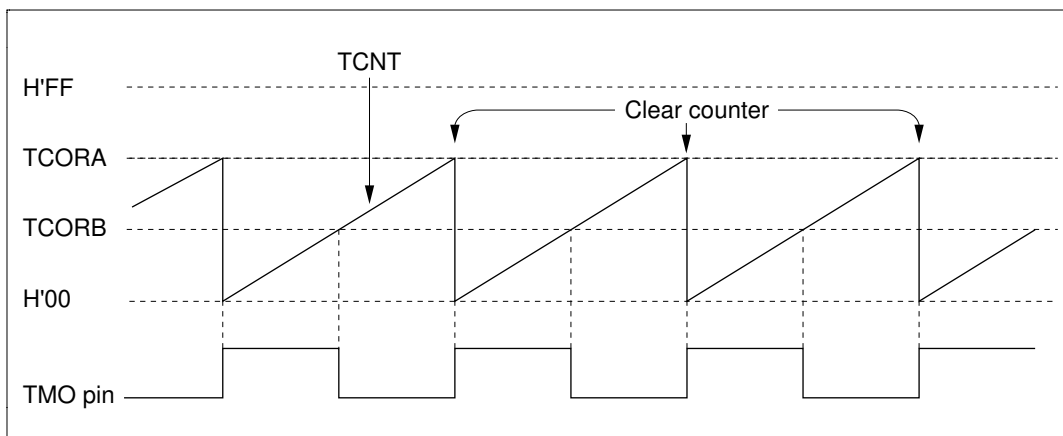 TCNT
H'FF
Clear counter
TCORA
TCORB
H'00
TMO pin